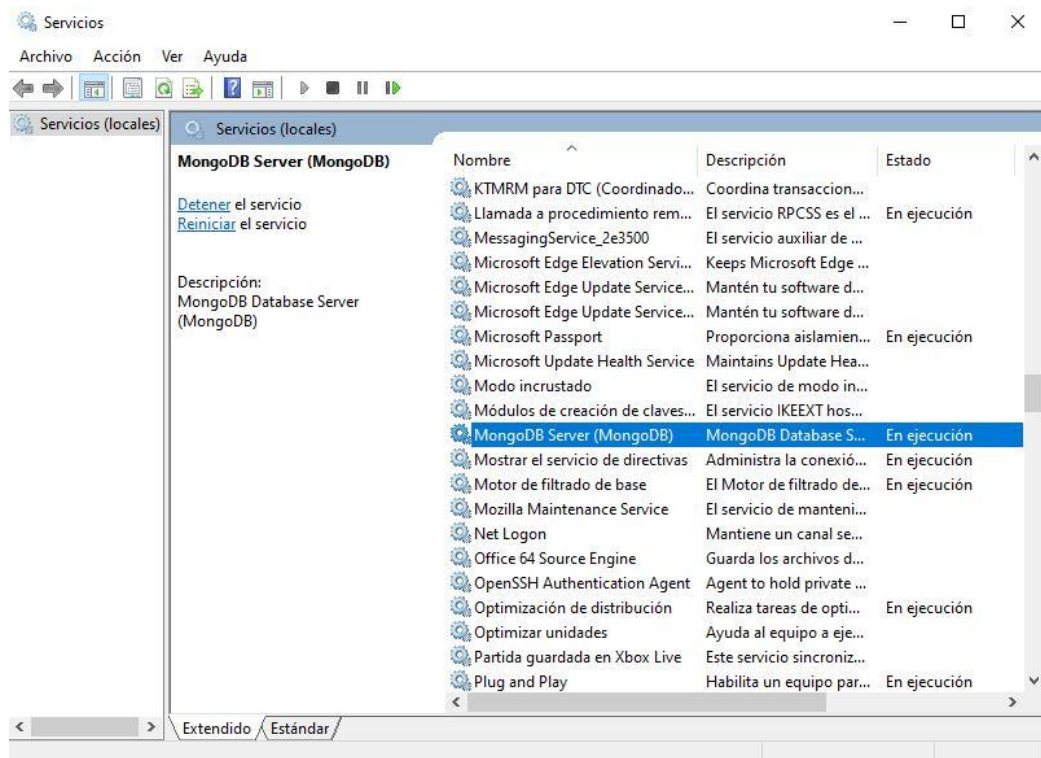 Servicios
Archivo Acción Ver Ayuda
Servicios (locales)
Servicios (locales)
MongoDB Server (MongoDB)
Detener el servicio
Reiniciar el servicio
Descripción:
MongoDB Database Server
(MongoDB)
Nombre Descripción Estado
KTMRM para DTC (Coordinado... Coordina transaccion...
Llamada a procedimiento rem... El servicio RPCSS es el ... En ejecución
MessagingService_2e3500 El servicio auxiliar de ...
Microsoft Edge Elevation Servi... Keeps Microsoft Edge ...
Microsoft Edge Update Service... Mantén tu software d...
Microsoft Edge Update Service... Mantén tu software d...
Microsoft Passport Proporciona aislamien... En ejecución
Microsoft Update Health Service Maintains Update Hea...
Modo incrustado El servicio de modo in...
Módulos de creación de claves... El servicio IKEEXT hos...
MongoDB Server (MongoDB) MongoDB Database S... En ejecución
Mostrar el servicio de directivas Administra la conexió... En ejecución
Motor de filtrado de base El Motor de filtrado de... En ejecución
Mozilla Maintenance Service El servicio de manteni...
Net Logon Mantiene un canal se...
Office 64 Source Engine Guarda los archivos d...
OpenSSH Authentication Agent Agent to hold private ...
Optimización de distribución Realiza tareas de opti... En ejecución
Optimizar unidades Ayuda al equipo a eje...
Partida guardada en Xbox Live Este servicio sincroniz...
Plug and Play Habilita un equipo par... En ejecución
Extendido Estándar